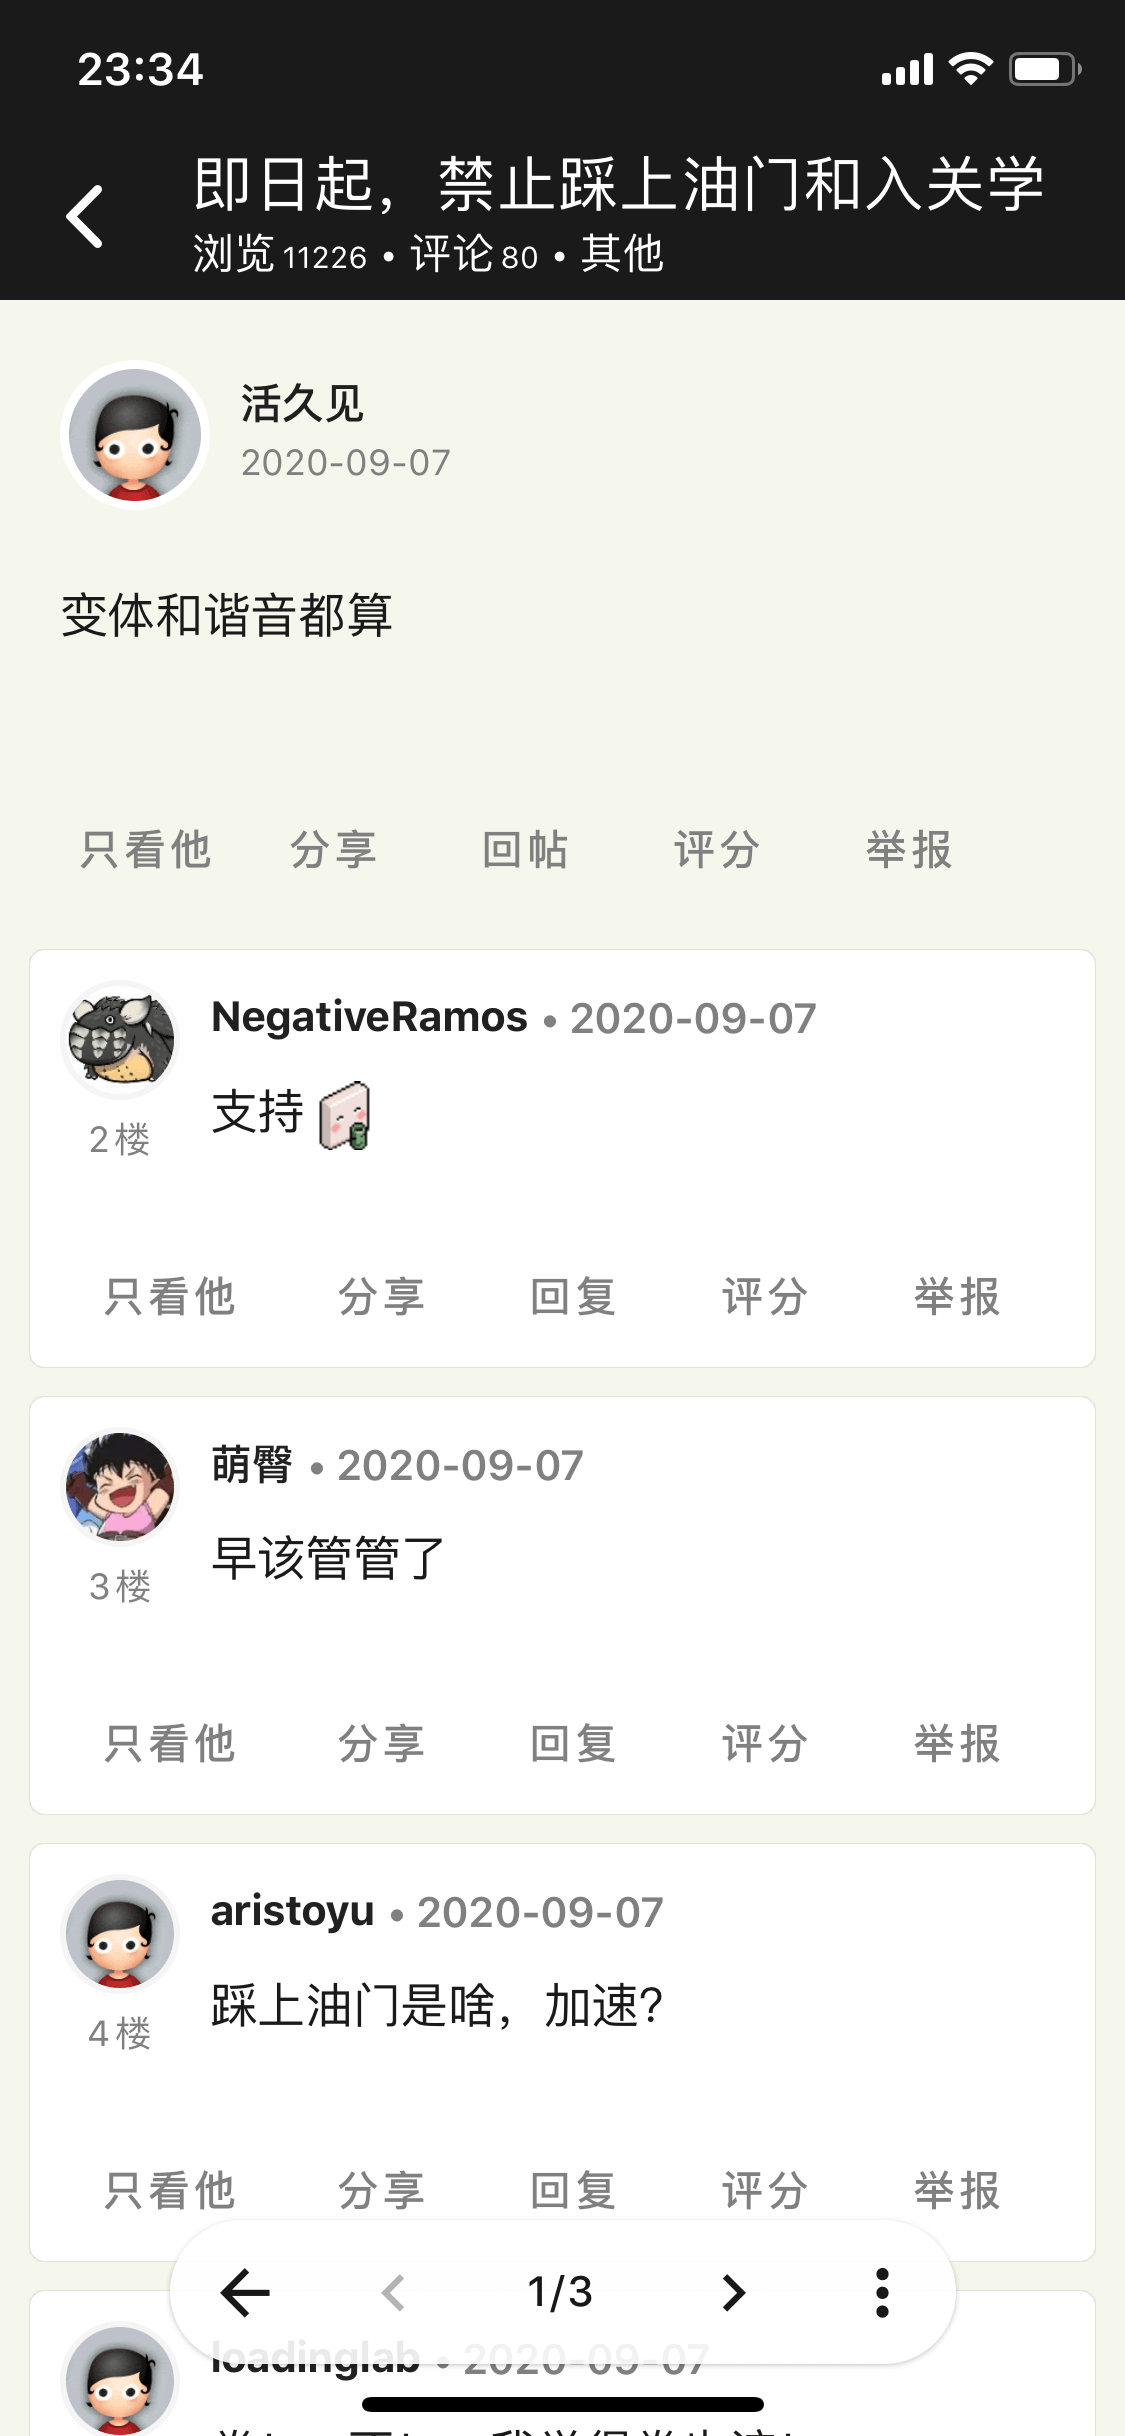 23:34
即日起，禁止踩上油门和入关学
浏览 11226 • 评论 80 • 其他
活久见
2020-09-07
变体和谐音都算
只看他 分享 回帖 评分 举报
NegativeRamos • 2020-09-07
支持
2楼
只看他 分享 回复 评分 举报
萌臀 • 2020-09-07
早该管管了
3楼
只看他 分享 回复 评分 举报
aristoyu • 2020-09-07
踩上油门是啥，加速?
4楼
只看他 分享 回复 评分 举报
1/3
loadinglab • 2020-09-07